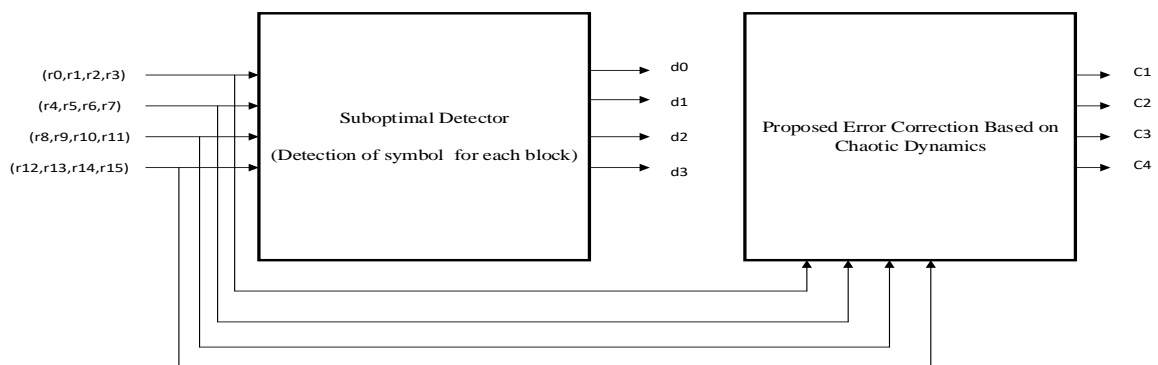 (r0,r1,r2,r3)
(r4,r5,r6,r7)
(r8,r9,r10,r11)
(r12,r13,r14,r15)
Suboptimal Detector
(Detection of symbol for each block)
d0
d1
d2
d3
Proposed Error Correction Based on
Chaotic Dynamics
C1
C2
C3
C4